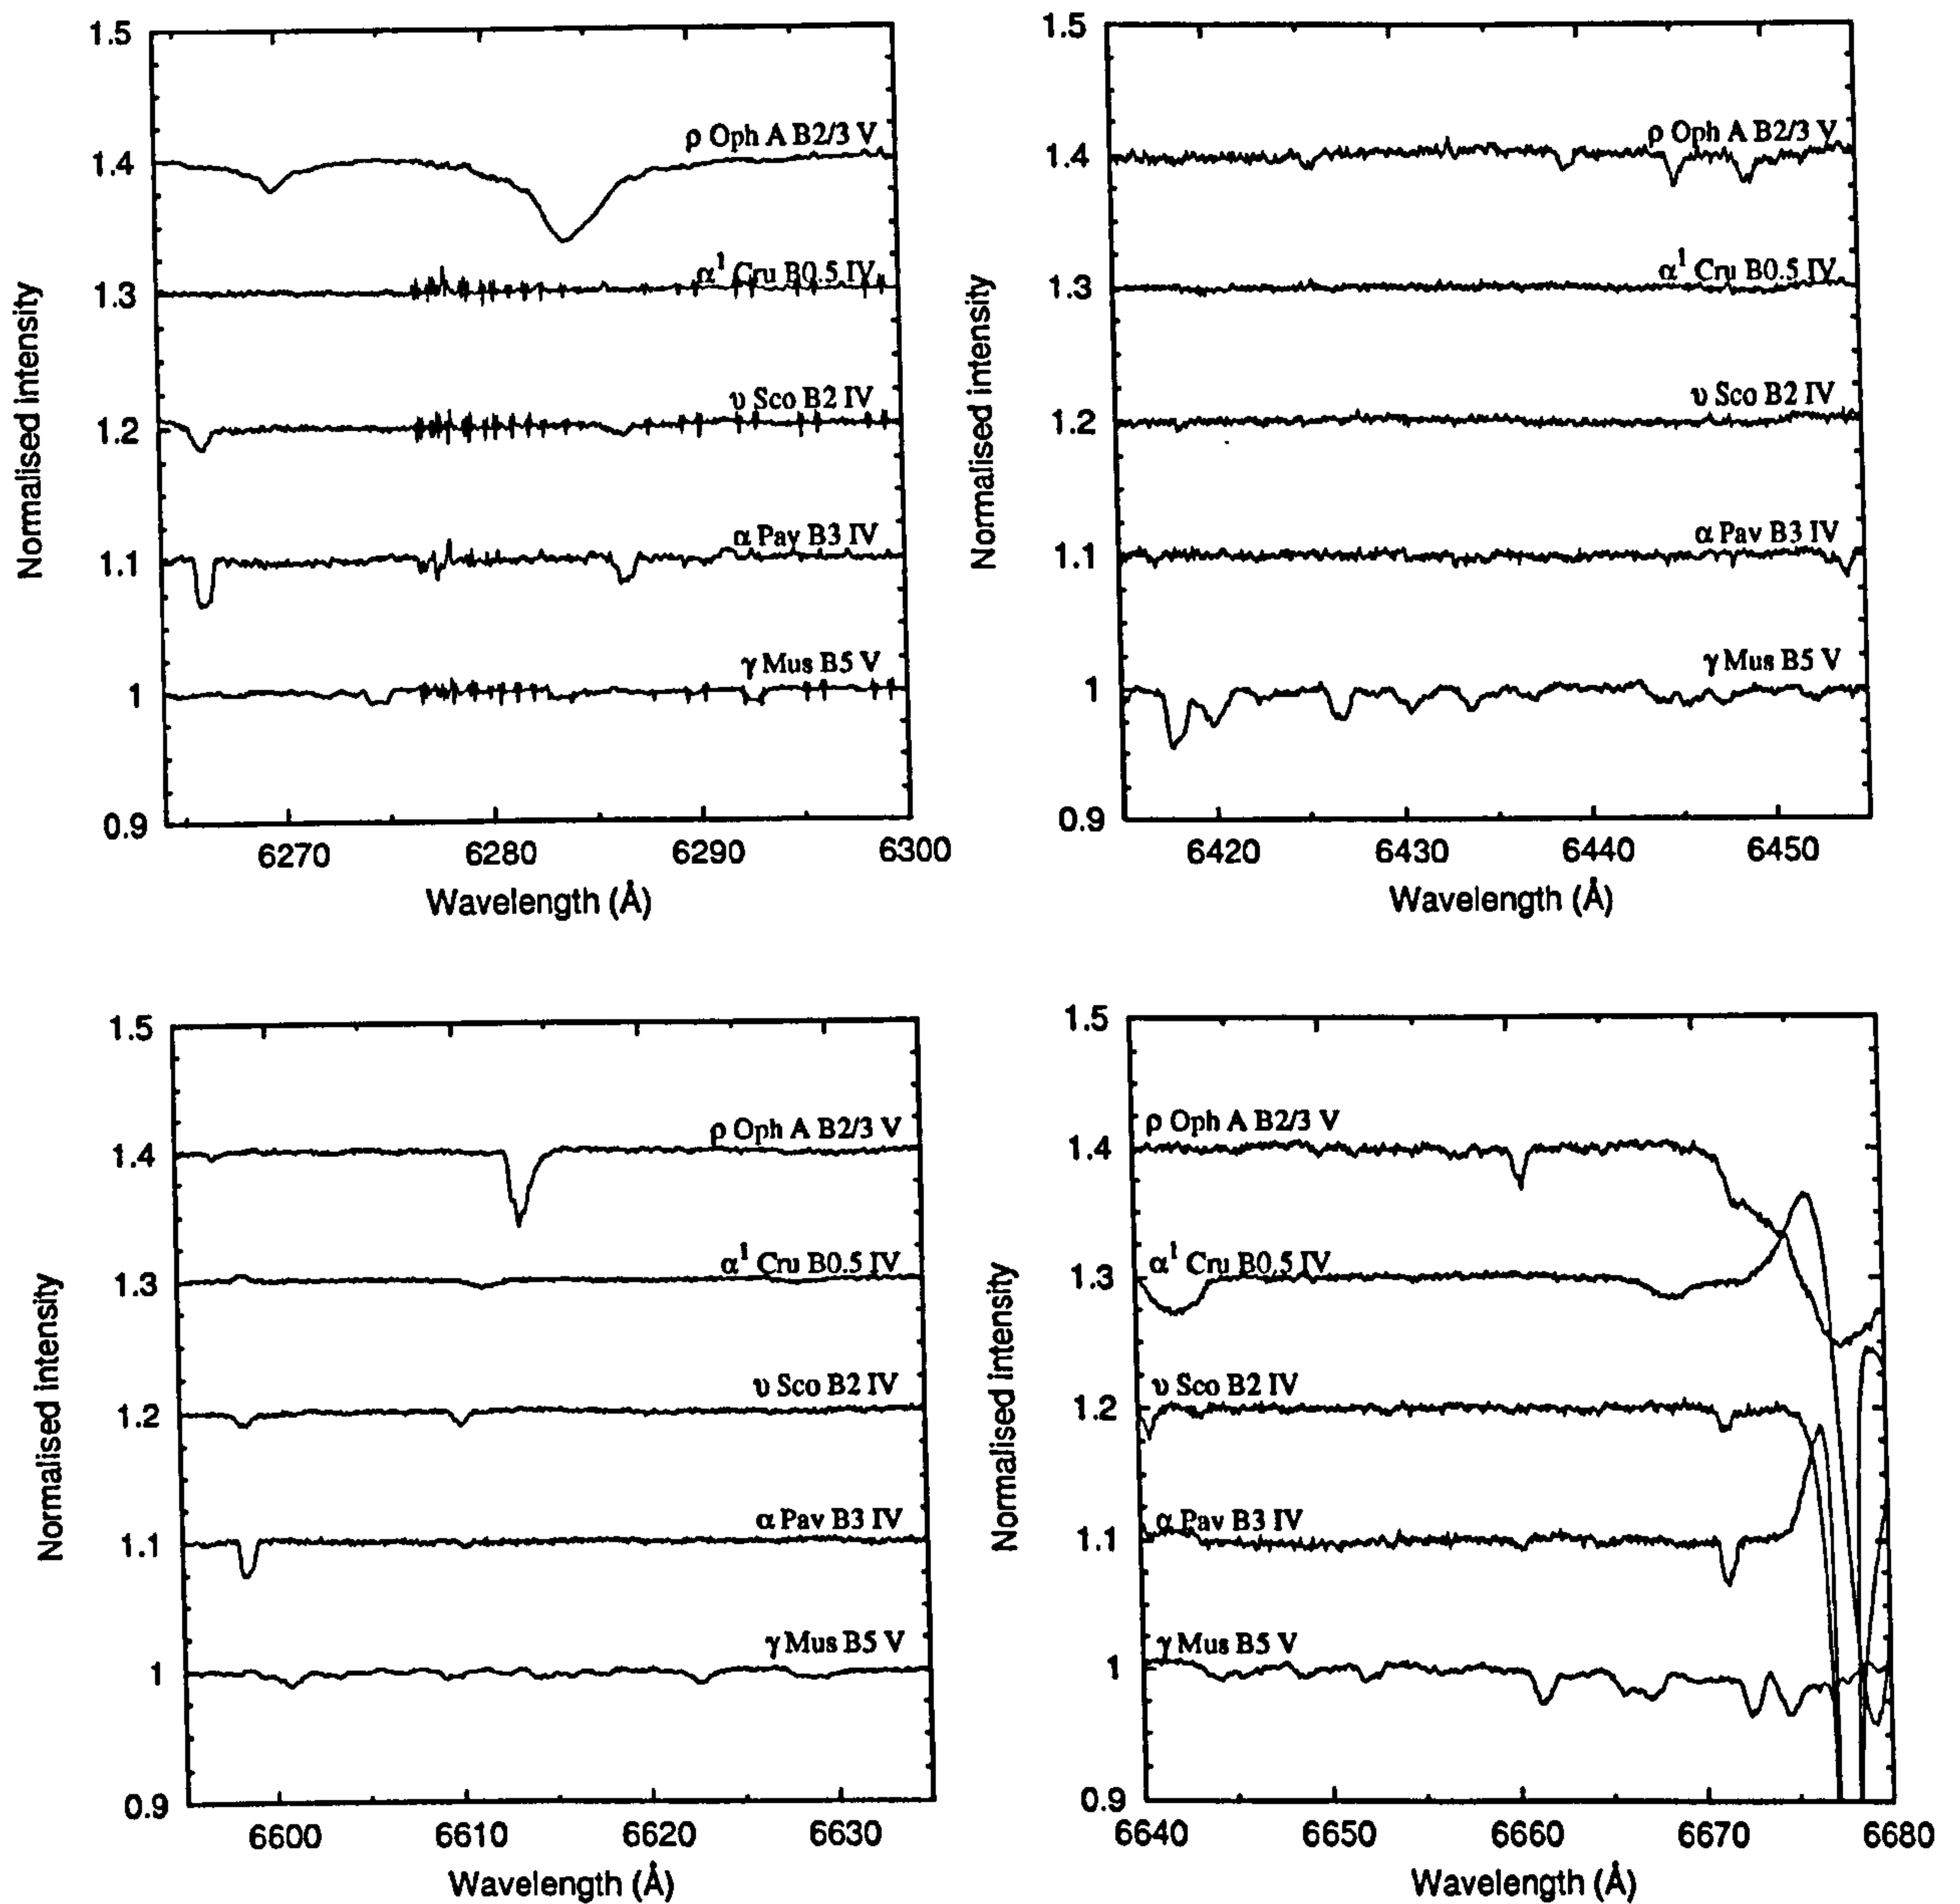 1.5
1.4
1.3
1.2
1.1
1
0.9
Normalised intensity
ρ Oph A B2/3 V
α¹ Cru B0.5 IV
υ Sco B2 IV
α Pav B3 IV
γ Mus B5 V
6270 6280 6290 6300
Wavelength (Å)
1.5
1.4
1.3
1.2
1.1
1
0.9
Normalised intensity
ρ Oph A B2/3 V
α¹ Cru B0.5 IV
υ Sco B2 IV
α Pav B3 IV
γ Mus B5 V
6420 6430 6440 6450
Wavelength (Å)
1.5
1.4
1.3
1.2
1.1
1
0.9
Normalised intensity
ρ Oph A B2/3 V
α¹ Cru B0.5 IV
υ Sco B2 IV
α Pav B3 IV
γ Mus B5 V
6600 6610 6620 6630
Wavelength (Å)
1.5
1.4
1.3
1.2
1.1
1
0.9
Normalised intensity
ρ Oph A B2/3 V
α¹ Cru B0.5 IV
υ Sco B2 IV
α Pav B3 IV
γ Mus B5 V
6640 6650 6660 6670 6680
Wavelength (Å)